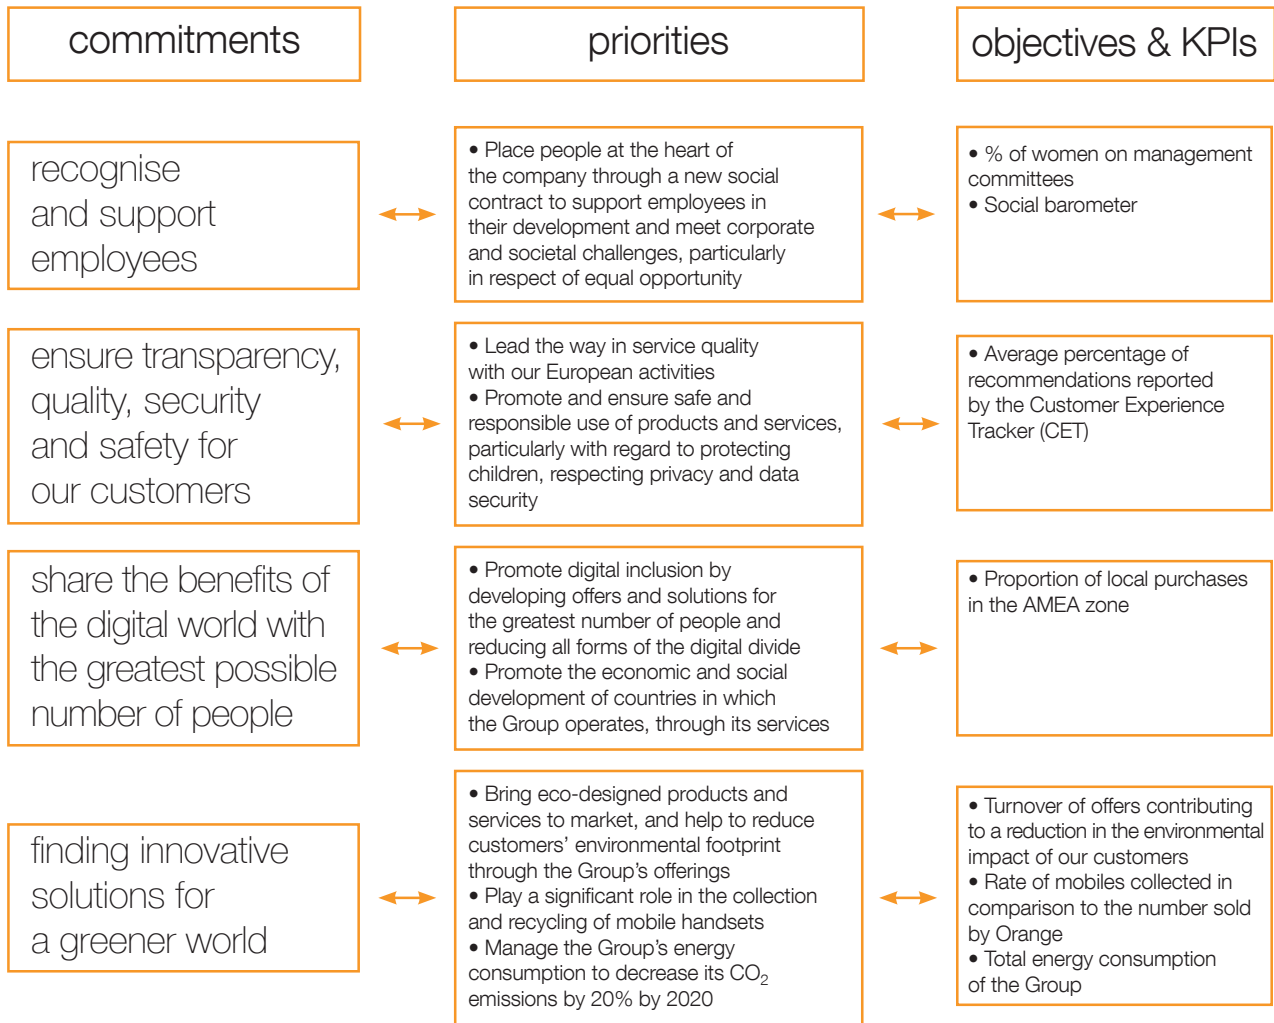 commitments
priorities
objectives & KPIs
recognise
and support
employees
• Place people at the heart of
the company through a new social
contract to support employees in
their development and meet corporate
and societal challenges, particularly
in respect of equal opportunity
• % of women on management
committees
• Social barometer
ensure transparency,
quality, security
and safety for
our customers
• Lead the way in service quality
with our European activities
• Promote and ensure safe and
responsible use of products and services,
particularly with regard to protecting
children, respecting privacy and data
security
• Average percentage of
recommendations reported
by the Customer Experience
Tracker (CET)
share the benefits of
the digital world with
the greatest possible
number of people
• Promote digital inclusion by
developing offers and solutions for
the greatest number of people and
reducing all forms of the digital divide
• Promote the economic and social
development of countries in which
the Group operates, through its services
• Proportion of local purchases
in the AMEA zone
finding innovative
solutions for
a greener world
• Bring eco-designed products and
services to market, and help to reduce
customers’ environmental footprint
through the Group’s offerings
• Play a significant role in the collection
and recycling of mobile handsets
• Manage the Group’s energy
consumption to decrease its CO₂
emissions by 20% by 2020
• Turnover of offers contributing
to a reduction in the environmental
impact of our customers
• Rate of mobiles collected in
comparison to the number sold
by Orange
• Total energy consumption
of the Group